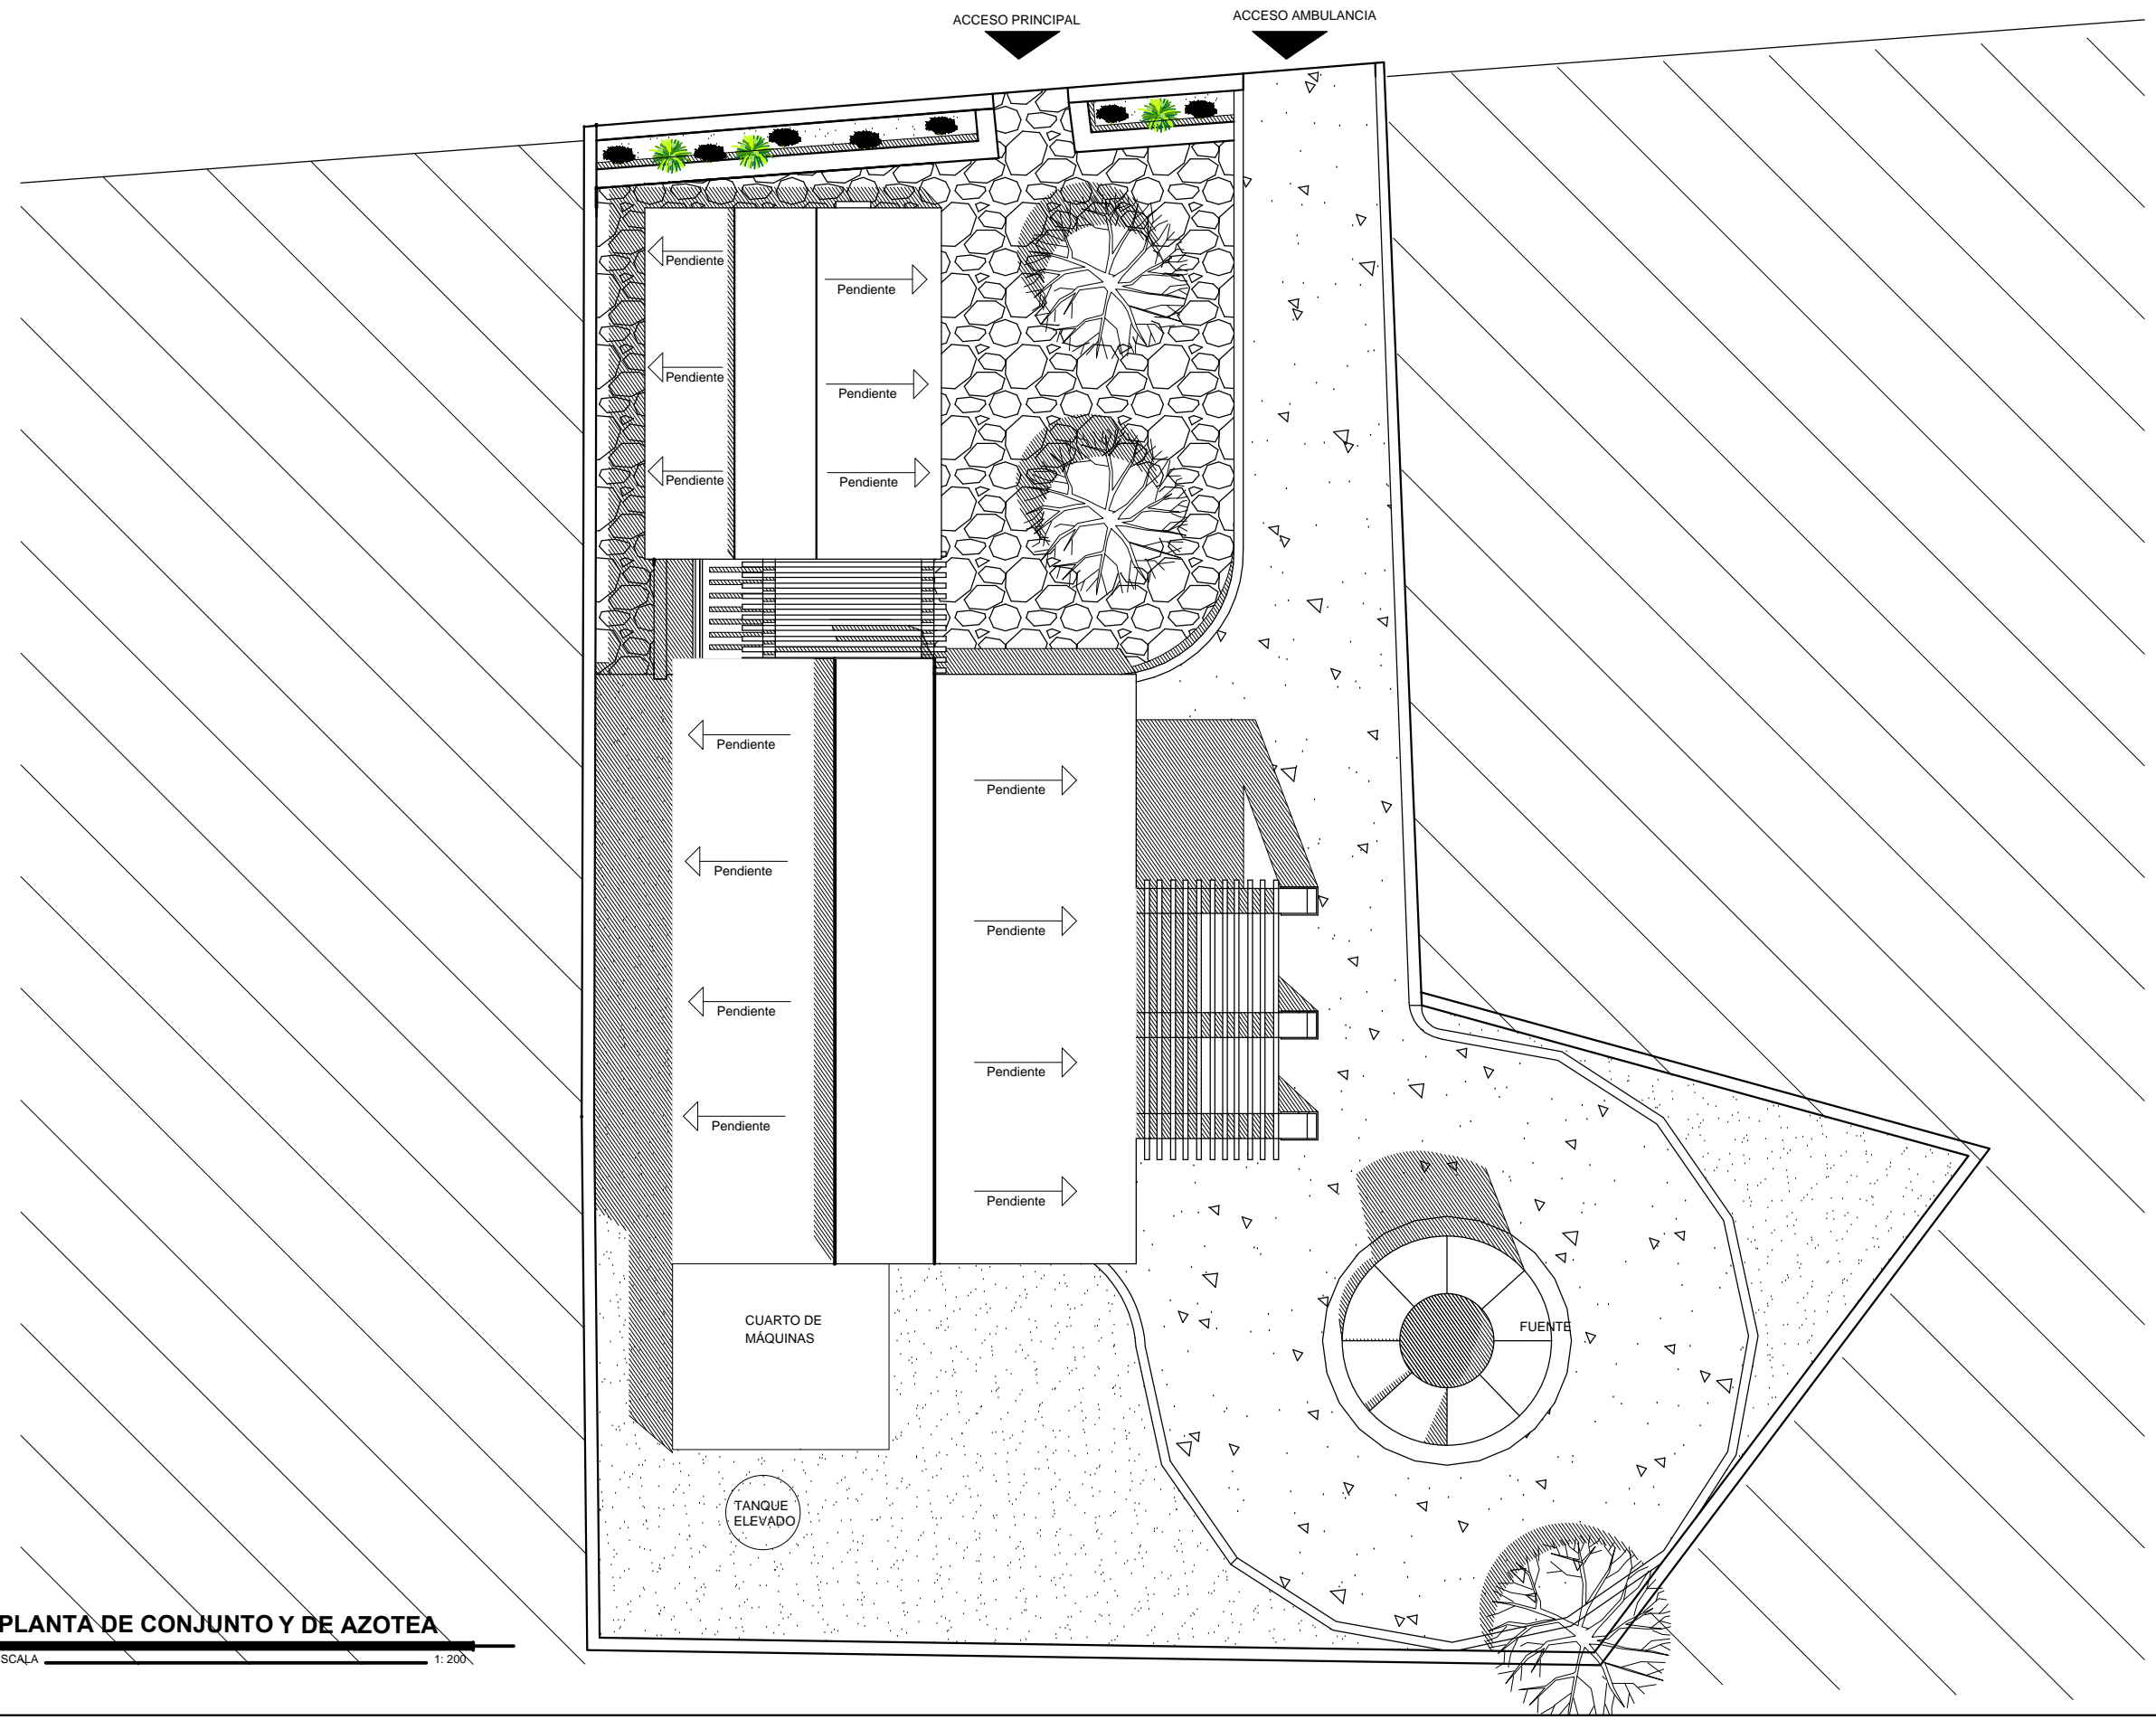 ACCESO PRINCIPAL
ACCESO AMBULANCIA
Pendiente
Pendiente
Pendiente
Pendiente
Pendiente
Pendiente
Pendiente
Pendiente
Pendiente
Pendiente
Pendiente
Pendiente
Pendiente
Pendiente
CUARTO DE
MÁQUINAS
FUENTE
TANQUE
ELEVADO
PLANTA DE CONJUNTO Y DE AZOTEA
SCALA 1: 200